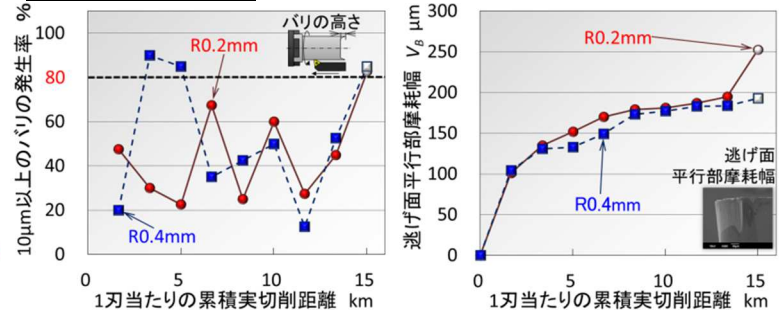 10μm以上のバリの発生率 %
100
80
60
40
20
0
0
5
10
15
1刃当たりの累積実切削距離 km
R0.2mm
R0.4mm
バリの高さ
逃げ面平行部摩耗幅 VB μm
300
250
200
150
100
50
0
0
5
10
15
1刃当たりの累積実切削距離 km
R0.2mm
R0.4mm
逃げ面
平行部摩耗幅